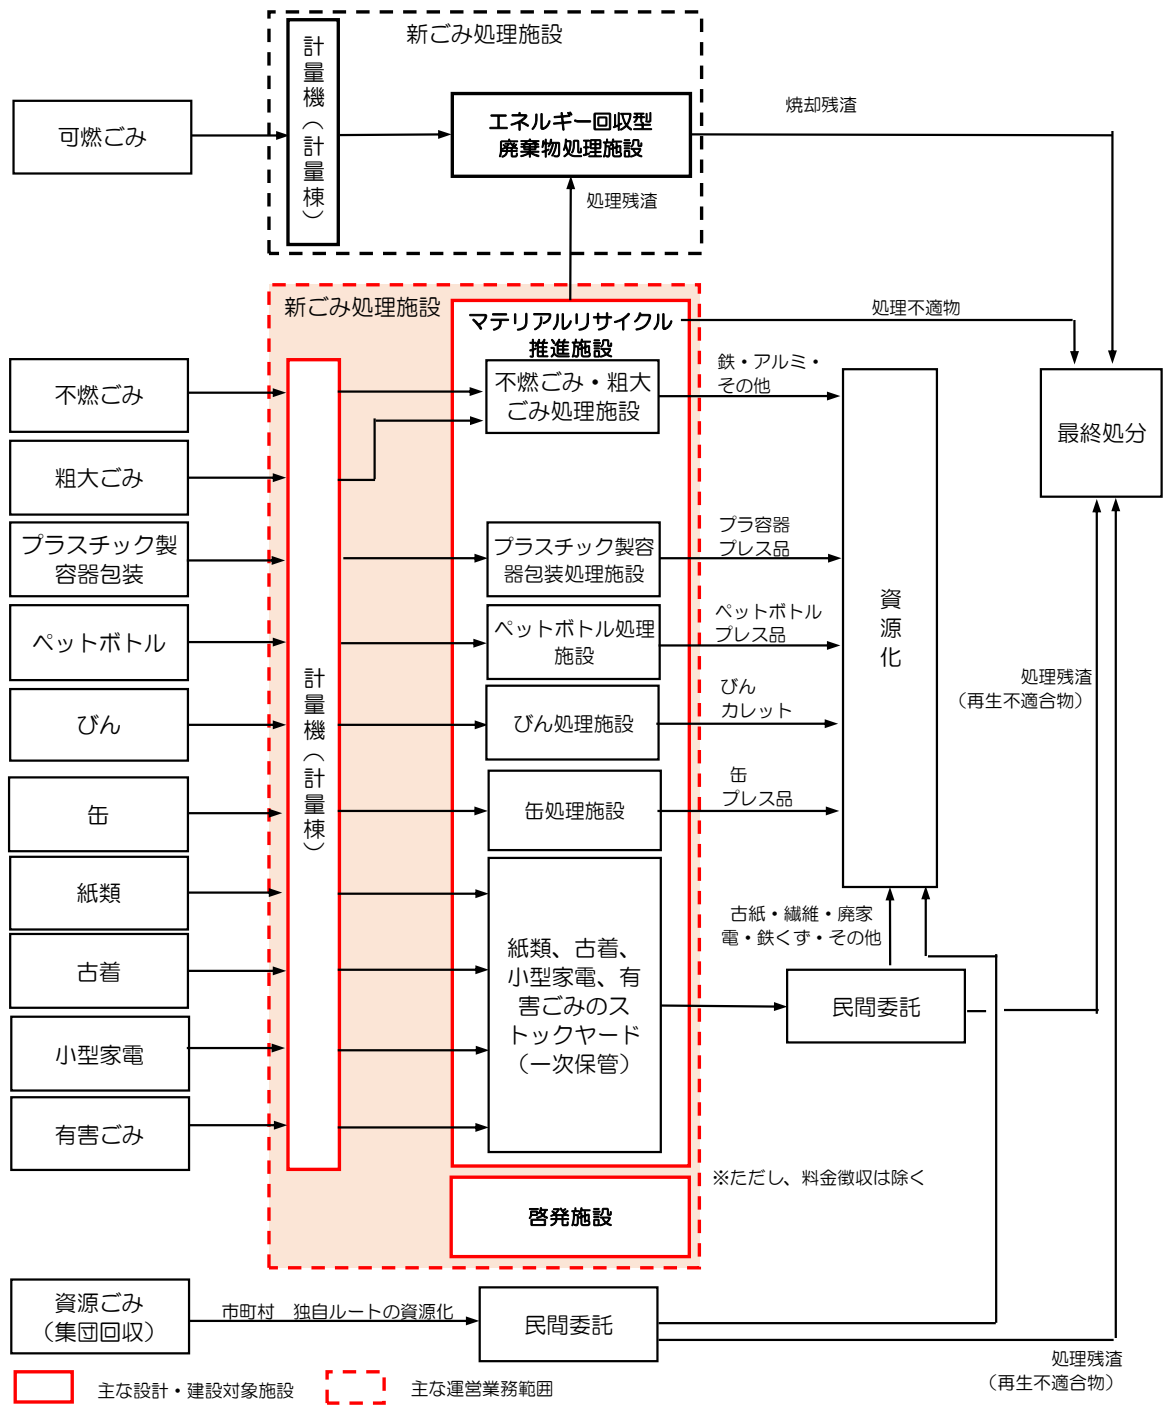 新ごみ処理施設
計量機（計量棟）
焼却残渣
可燃ごみ
エネルギー回収型
廃棄物処理施設
処理残渣
新ごみ処理施設
マテリアルリサイクル
推進施設
処理不適物
不燃ごみ
不燃ごみ・粗大
ごみ処理施設
鉄・アルミ・
その他
最終処分
粗大ごみ
プラスチック製
容器包装
プラスチック製容
器包装処理施設
プラ容器
プレス品
資源化
ペットボトル
ペットボトル処理
施設
ペットボトル
プレス品
計量機（計量棟）
処理残渣
（再生不適合物）
びん
びん処理施設
びん
カレット
缶
缶処理施設
缶
プレス品
紙類
古着
小型家電
有害ごみ
紙類、古着、
小型家電、有
害ごみのス
トックヤード
（一次保管）
古紙・繊維・廃家
電・鉄くず・その他
民間委託
※ただし、料金徴収は除く
啓発施設
資源ごみ
（集団回収）
市町村　独自ルートの資源化
民間委託
処理残渣
（再生不適合物）
主な設計・建設対象施設
主な運営業務範囲